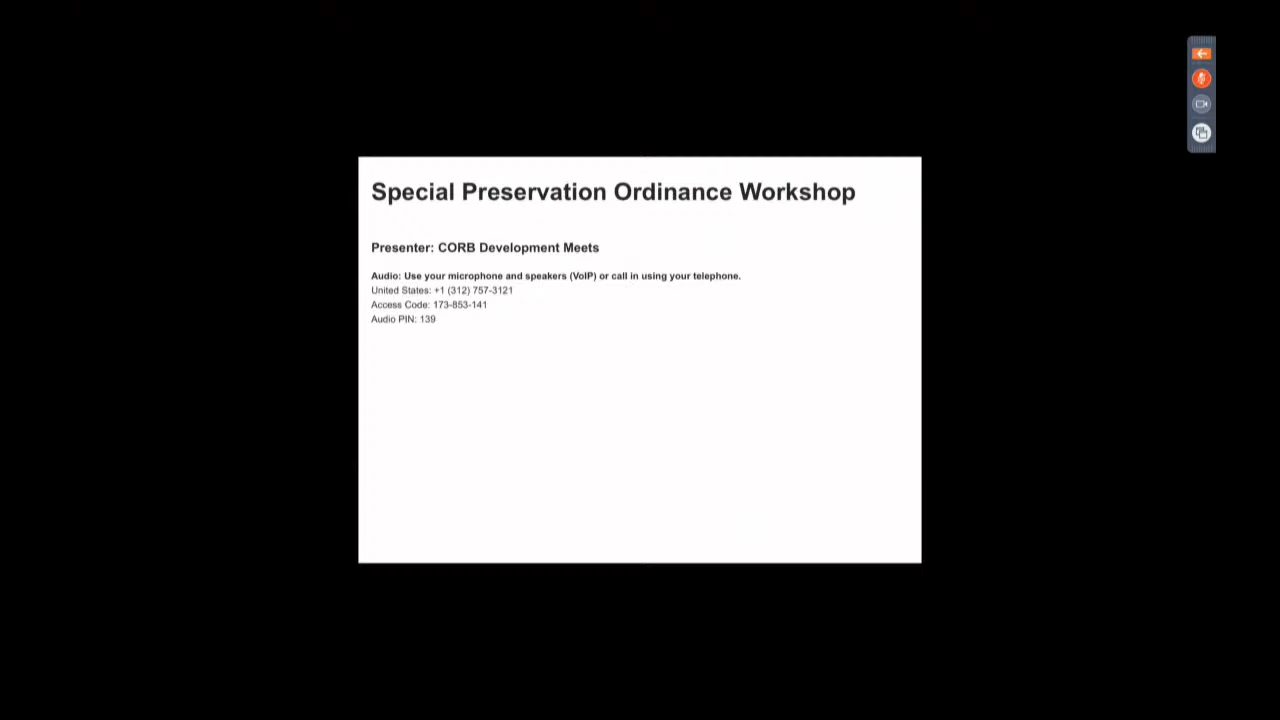 Special Preservation Ordinance Workshop
Presenter: CORB Development Meets
Audio: Use your microphone and speakers (VoIP) or call in using your telephone.
United States: +1 (312) 757-3121
Access Code: 173-853-141
Audio PIN: 139